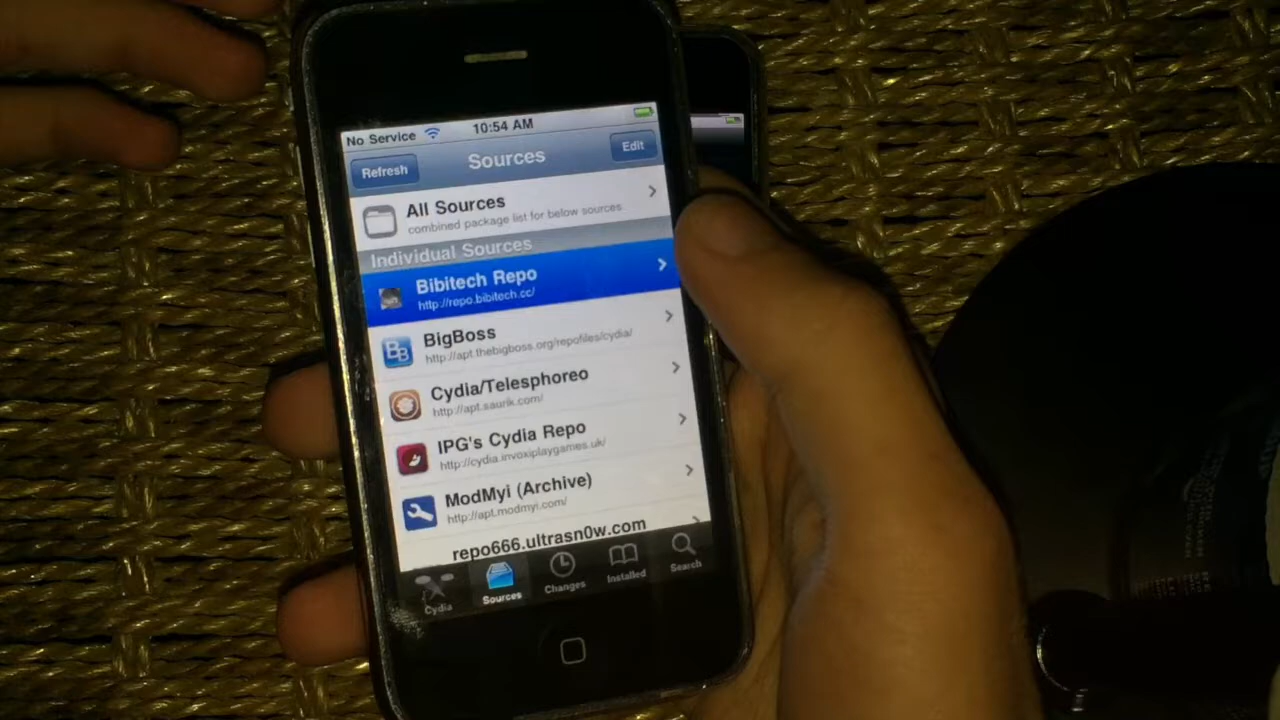 No Service
10:54 AM
Refresh
Sources
Edit
All Sources
combined package list for below sources
Individual Sources
Bibitech Repo
http://repo.bibitech.cc/
BigBoss
http://apt.thebigboss.org/repofiles/cydia/
Cydia/Telesphoreo
http://apt.saurik.com/
IPG's Cydia Repo
http://cydia.invoxiplaygames.uk/
ModMyi (Archive)
http://apt.modmyi.com/
repo666.ultrasn0w.com
Cydia
Sources
Changes
Installed
Search